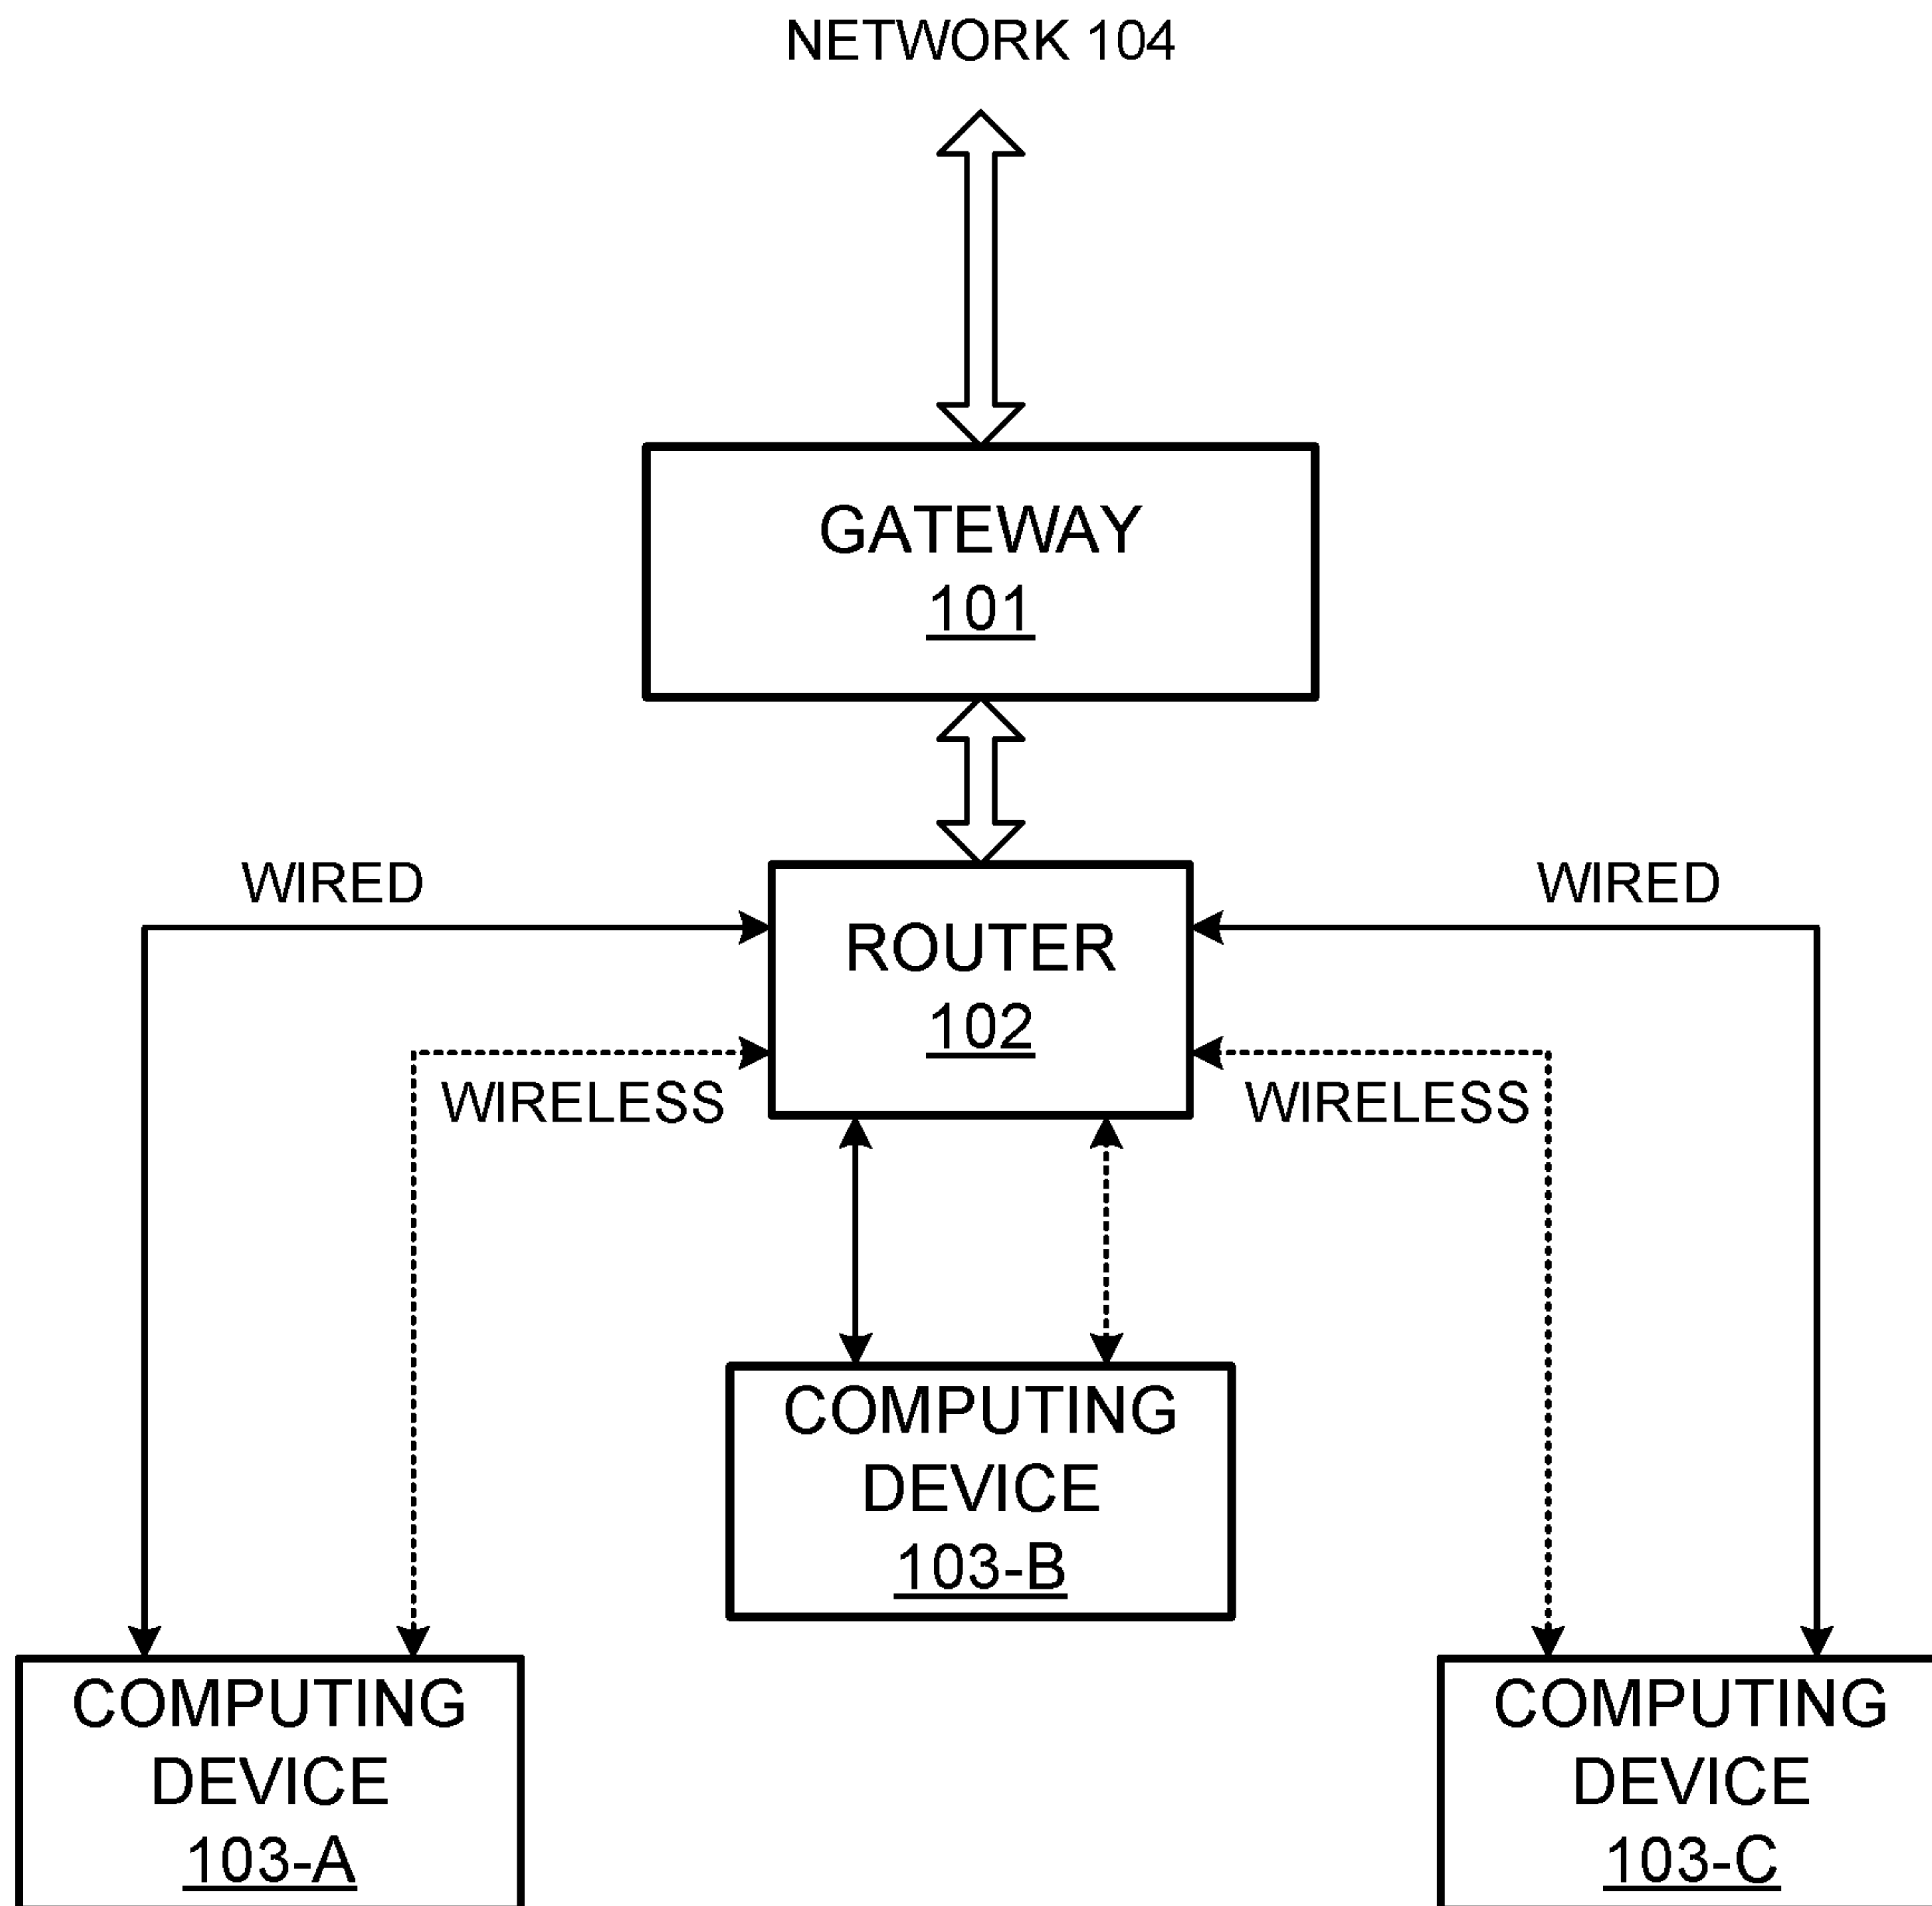 NETWORK 104
GATEWAY
101
WIRED
WIRED
ROUTER
102
WIRELESS
WIRELESS
COMPUTING
DEVICE
103-B
COMPUTING
DEVICE
103-A
COMPUTING
DEVICE
103-C